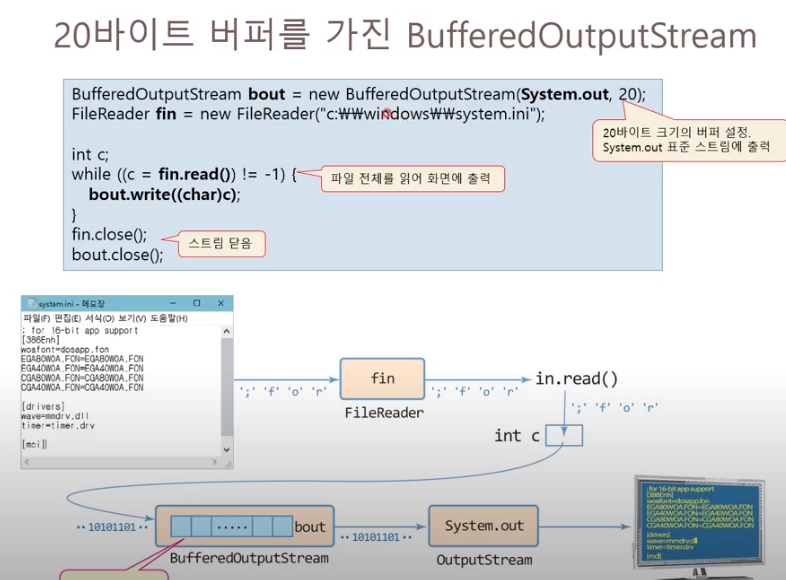 20바이트 버퍼를 가진 BufferedOutputStream
BufferedOutputStream bout = new BufferedOutputStream(System.out, 20);
FileReader fin = new FileReader("c:₩₩windows₩₩system.ini");
20바이트 크기의 버퍼 설정.
System.out 표준 스트림에 출력
int c;
while ((c = fin.read()) != -1) {
파일 전체를 읽어 화면에 출력
bout.write((char)c);
}
fin.close();
스트림 닫음
bout.close();
system.ini - 메모장
파일(F) 편집(E) 서식(O) 보기(V) 도움말(H)
; for 16-bit app support
[386Enh]
woafont=dosapp.fon
EGA80WOA.FON=EGA80WOA.FON
EGA40WOA.FON=EGA40WOA.FON
CGA80WOA.FON=CGA80WOA.FON
CGA40WOA.FON=CGA40WOA.FON
[drivers]
wave=mmdrv.dll
timer=timer.drv
[mci]
';' 'f' 'o' 'r'
fin
FileReader
';' 'f' 'o' 'r'
in.read()
';' 'f' 'o' 'r'
int c
··10101101··
.....
bout
BufferedOutputStream
··10101101··
System.out
OutputStream
;for 16-bit app support
[386Enh]
woafont=dosapp.fon
EGA80WOA.FON=EGA80WOA.FON
EGA40WOA.FON=EGA40WOA.FON
CGA80WOA.FON=CGA80WOA.FON
CGA40WOA.FON=CGA40WOA.FON
[drivers]
wave=mmdrv.dll
timer=timer.drv
[mci]